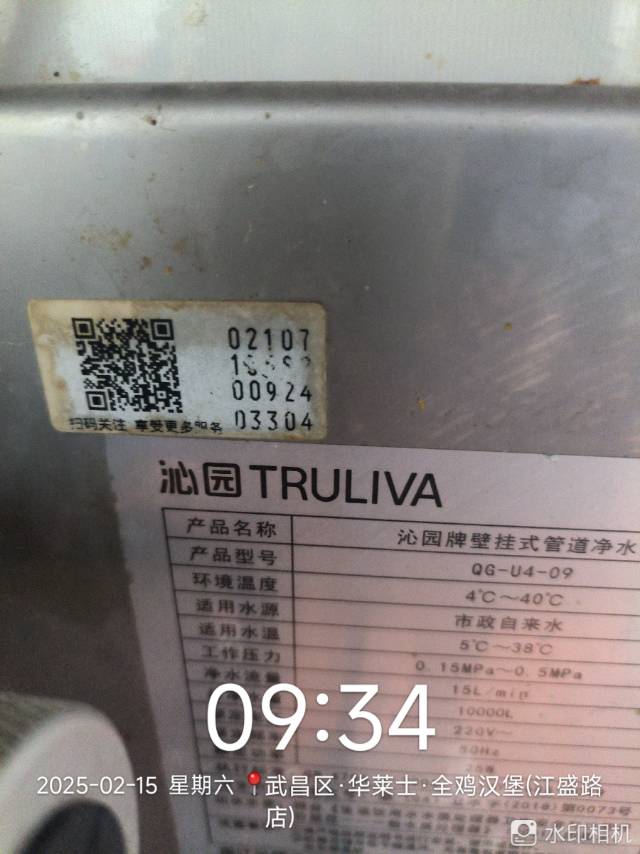 02107
00924
扫码关注 享受更多服务 03304
沁园 TRULIVA
产品名称 沁园牌壁挂式管道净水
产品型号 QG-U4-09
环境温度 4℃～40℃
适用水源 市政自来水
适用水温 5℃～38℃
工作压力 0.15MPa～0.5MPa
净水流量 15L/min
10000L
220V～
50Hz
09:34
2025-02-15 星期六 武昌区·华莱士·全鸡汉堡(江盛路
店)
水印相机